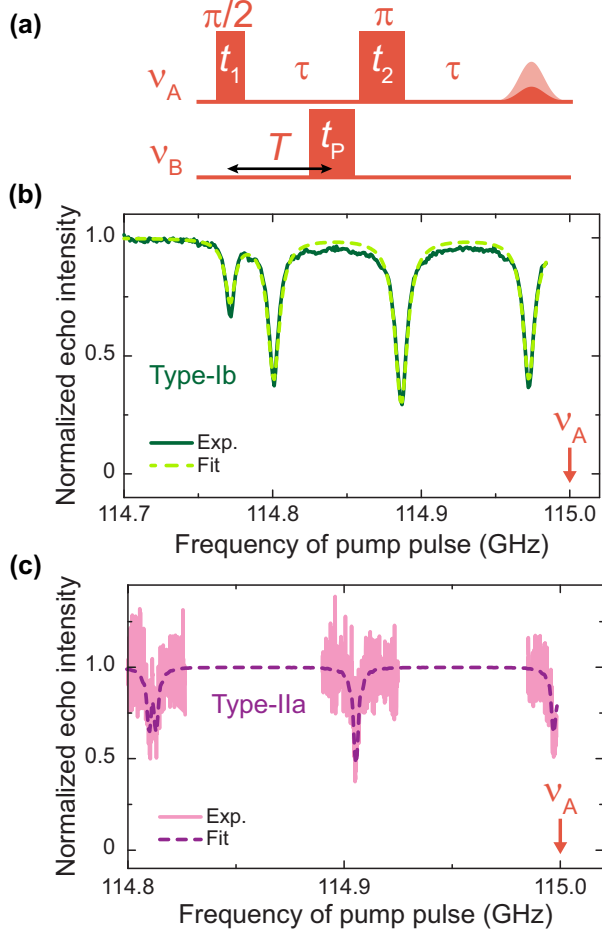 (a)
π/2 π
ν_A t_1 τ t_2 τ
ν_B T t_P
(b)
Normalized echo intensity
1.0
0.5
0
Type-Ib
Exp.
Fit
ν_A
114.7 114.8 114.9 115.0
Frequency of pump pulse (GHz)
(c)
Normalized echo intensity
1.0
0.5
0
Type-IIa
Exp.
Fit
ν_A
114.8 114.9 115.0
Frequency of pump pulse (GHz)